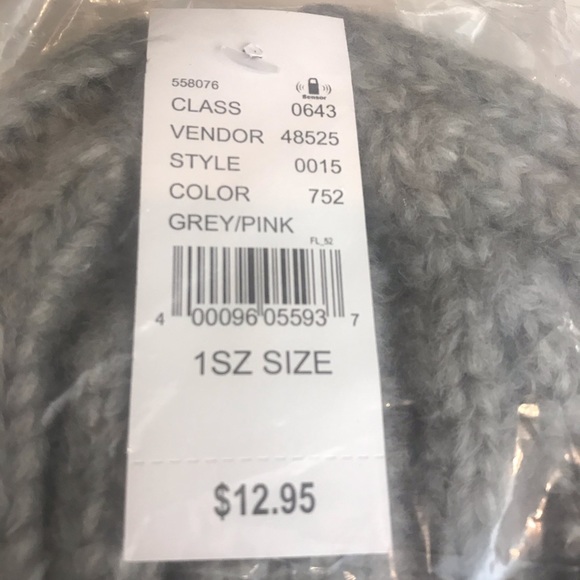 558076
Sensor
CLASS 0643
VENDOR 48525
STYLE 0015
COLOR 752
GREY/PINK
FL_52
4 00096 05593 7
1SZ SIZE
$12.95